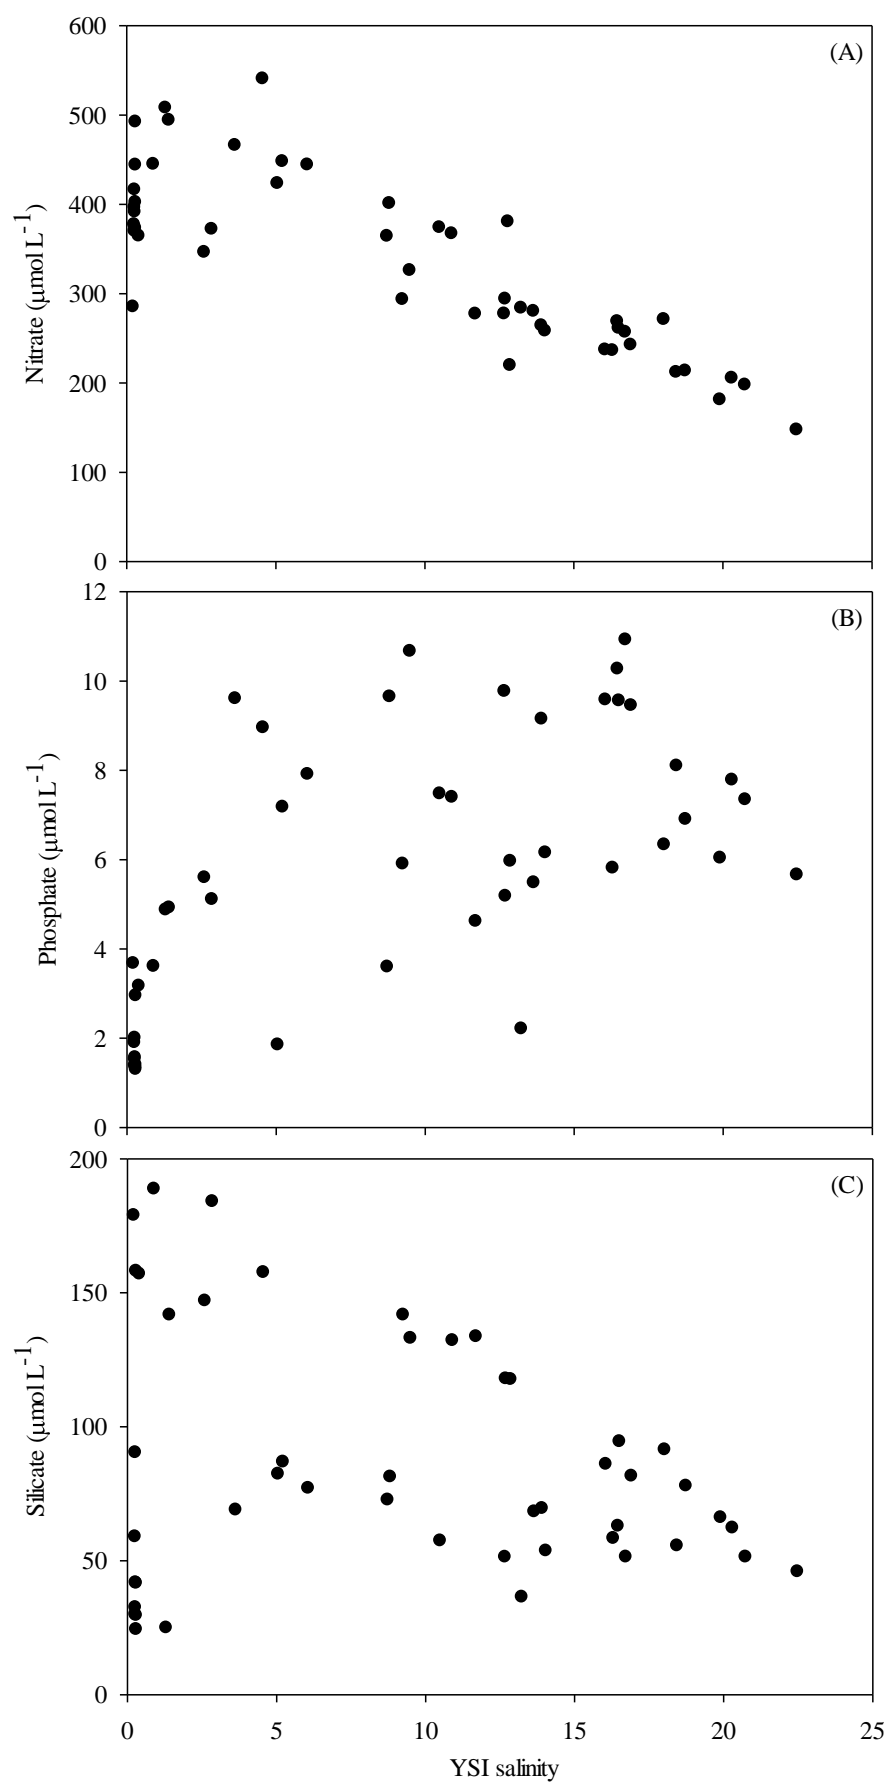 600
(A)
500
400
300
200
100
0
Nitrate (μmol L-1)
12
(B)
10
8
6
4
2
0
Phosphate (μmol L-1)
200
(C)
150
100
50
0
Silicate (μmol L-1)
0 5 10 15 20 25
YSI salinity